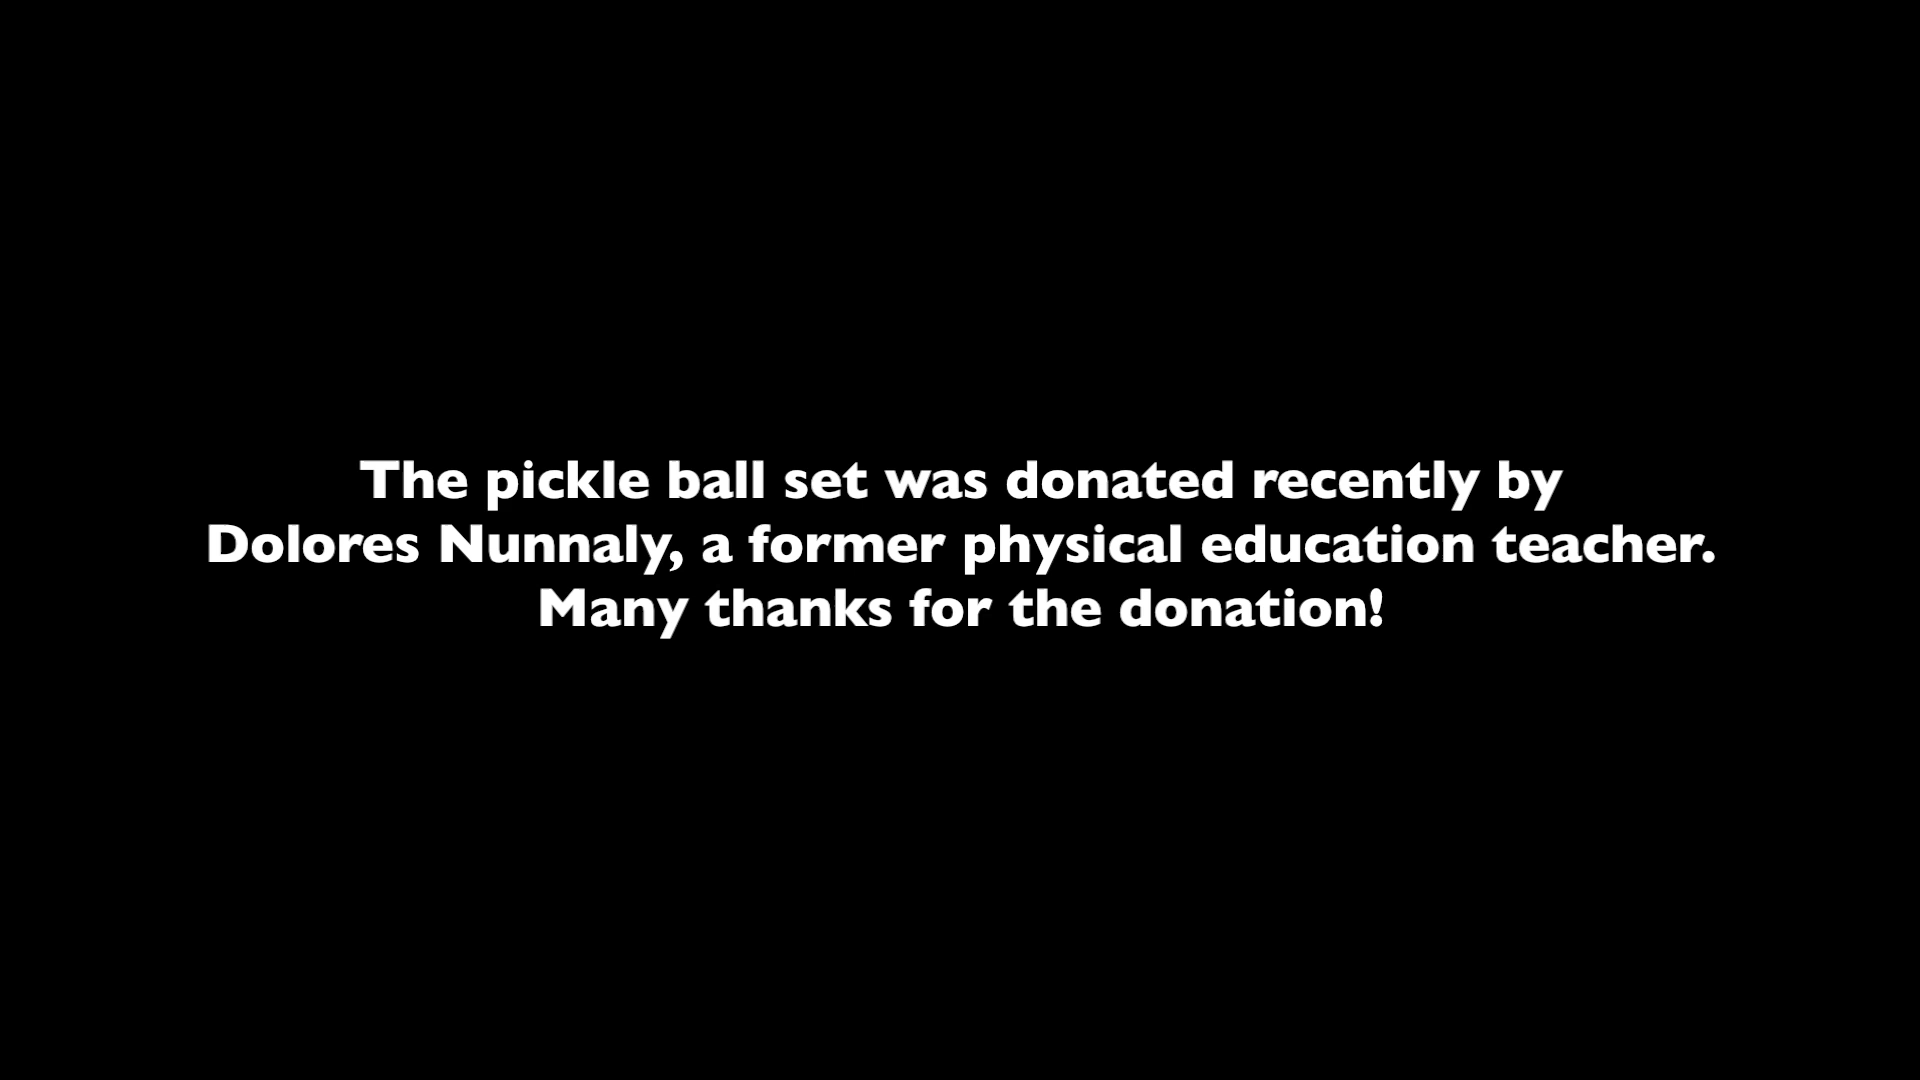 The pickle ball set was donated recently by
Dolores Nunnaly, a former physical education teacher.
Many thanks for the donation!